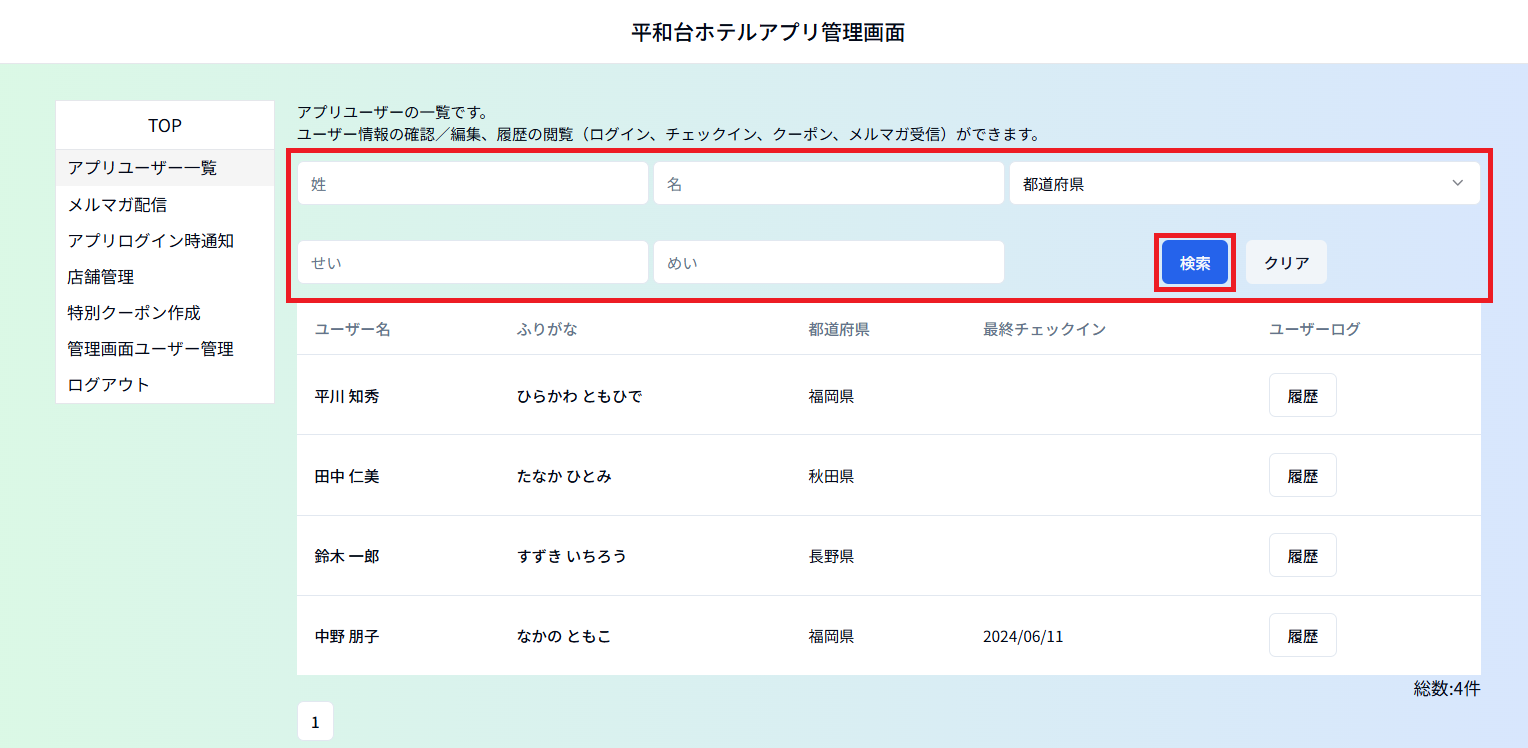 平和台ホテルアプリ管理画面
TOP
アプリユーザー一覧
メルマガ配信
アプリログイン時通知
店舗管理
特別クーポン作成
管理画面ユーザー管理
ログアウト
アプリユーザーの一覧です。
ユーザー情報の確認／編集、履歴の閲覧（ログイン、チェックイン、クーポン、メルマガ受信）ができます。
姓 名 都道府県
せい めい 検索 クリア
ユーザー名 ふりがな 都道府県 最終チェックイン ユーザーログ
平川 知秀 ひらかわ ともひで 福岡県 履歴
田中 仁美 たなか ひとみ 秋田県 履歴
鈴木 一郎 すずき いちろう 長野県 履歴
中野 朋子 なかの ともこ 福岡県 2024/06/11 履歴
総数:4件
1